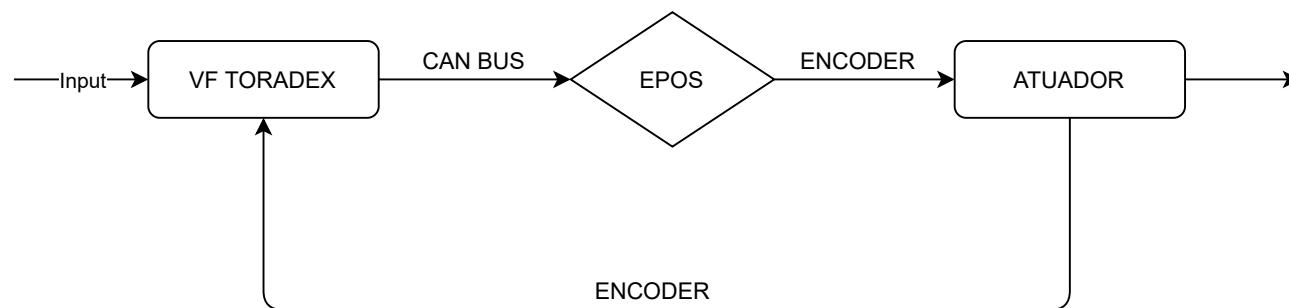 Input
VF TORADEX
CAN BUS
EPOS
ENCODER
ATUADOR
ENCODER